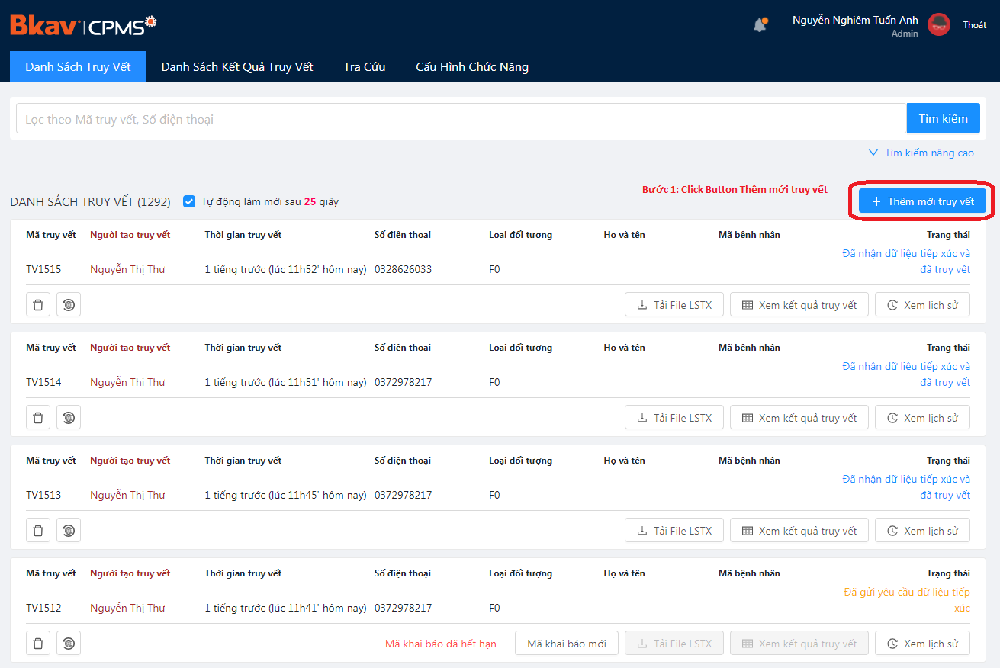 Bkav | CPMS
Nguyễn Nghiêm Tuấn Anh
Admin
Thoát
Danh Sách Truy Vết Danh Sách Kết Quả Truy Vết Tra Cứu Cấu Hình Chức Năng
Lọc theo Mã truy vết, Số điện thoại Tìm kiếm
Tìm kiếm nâng cao
Bước 1: Click Button Thêm mới truy vết
DANH SÁCH TRUY VẾT (1292) Tự động làm mới sau 25 giây + Thêm mới truy vết
Mã truy vết Người tạo truy vết Thời gian truy vết Số điện thoại Loại đối tượng Họ và tên Mã bệnh nhân Trạng thái
TV1515 Nguyễn Thị Thư 1 tiếng trước (lúc 11h52' hôm nay) 0328626033 F0 Đã nhận dữ liệu tiếp xúc và
đã truy vết
Tải File LSTX Xem kết quả truy vết Xem lịch sử
Mã truy vết Người tạo truy vết Thời gian truy vết Số điện thoại Loại đối tượng Họ và tên Mã bệnh nhân Trạng thái
TV1514 Nguyễn Thị Thư 1 tiếng trước (lúc 11h51' hôm nay) 0372978217 F0 Đã nhận dữ liệu tiếp xúc và
đã truy vết
Tải File LSTX Xem kết quả truy vết Xem lịch sử
Mã truy vết Người tạo truy vết Thời gian truy vết Số điện thoại Loại đối tượng Họ và tên Mã bệnh nhân Trạng thái
TV1513 Nguyễn Thị Thư 1 tiếng trước (lúc 11h45' hôm nay) 0372978217 F0 Đã nhận dữ liệu tiếp xúc và
đã truy vết
Tải File LSTX Xem kết quả truy vết Xem lịch sử
Mã truy vết Người tạo truy vết Thời gian truy vết Số điện thoại Loại đối tượng Họ và tên Mã bệnh nhân Trạng thái
TV1512 Nguyễn Thị Thư 1 tiếng trước (lúc 11h41' hôm nay) 0372978217 F0 Đã gửi yêu cầu dữ liệu tiếp
xúc
Mã khai báo đã hết hạn Mã khai báo mới Tải File LSTX Xem kết quả truy vết Xem lịch sử